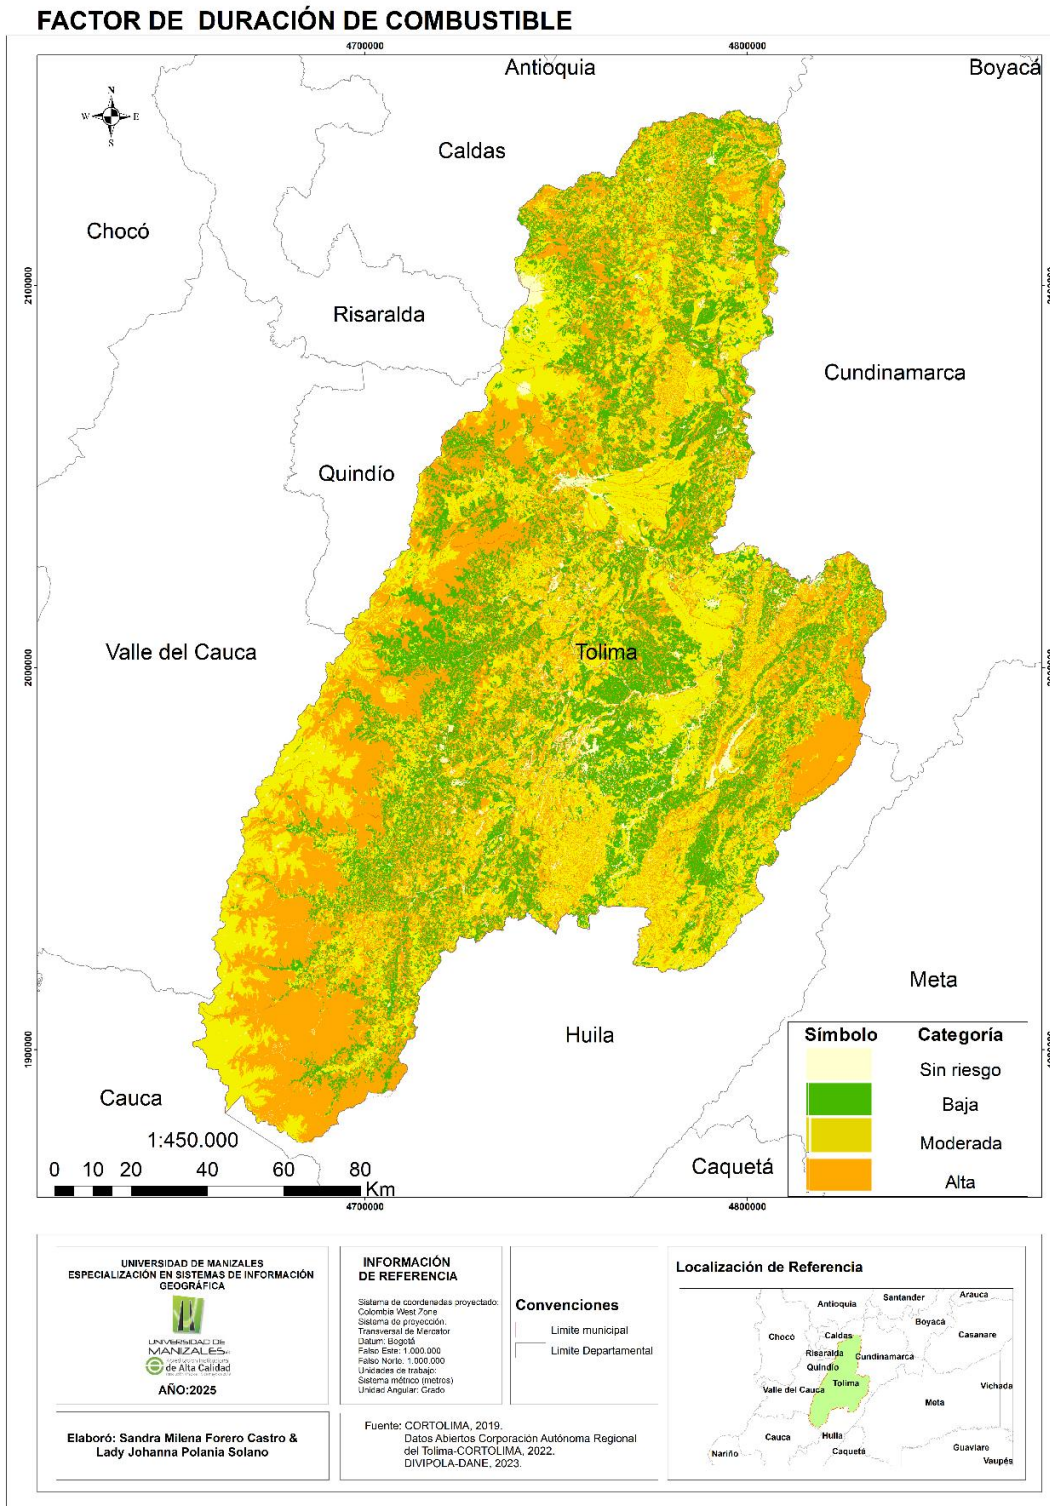 FACTOR DE DURACIÓN DE COMBUSTIBLE
4700000
4800000
Antioquia
Boyacá
N
W
E
S
Caldas
Chocó
2100000
Risaralda
Cundinamarca
Quindío
Valle del Cauca
Tolima
2000000
Meta
Huila
1900000
Símbolo
Categoría
Sin riesgo
Baja
Moderada
Alta
Cauca
1:450.000
Caquetá
0 10 20 40 60 80
Km
4700000
4800000
UNIVERSIDAD DE MANIZALES
ESPECIALIZACIÓN EN SISTEMAS DE INFORMACIÓN
GEOGRÁFICA
UNIVERSIDAD DE
MANIZALES
de Alta Calidad
AÑO:2025
Elaboró: Sandra Milena Forero Castro &
Lady Johanna Polania Solano
INFORMACIÓN
DE REFERENCIA
Sistema de coordenadas proyectado:
Colombia West Zone
Sistema de proyección:
Transversal de Mercator
Datum: Bogotá
Falso Este: 1.000.000
Falso Norte: 1.000.000
Unidades de trabajo:
Sistema métrico (metros)
Unidad Angular: Grado
Convenciones
Limite municipal
Limite Departamental
Fuente: CORTOLIMA, 2019.
Datos Abiertos Corporación Autónoma Regional
del Tolima-CORTOLIMA, 2022.
DIVIPOLA-DANE, 2023.
Localización de Referencia
Santander
Arauca
Antioquia
Boyacá
Chocó
Caldas
Casanare
Risaralda
Cundinamarca
Quindío
Tolima
Valle del Cauca
Vichada
Meta
Cauca
Huila
Nariño
Caquetá
Guaviare
Vaupés